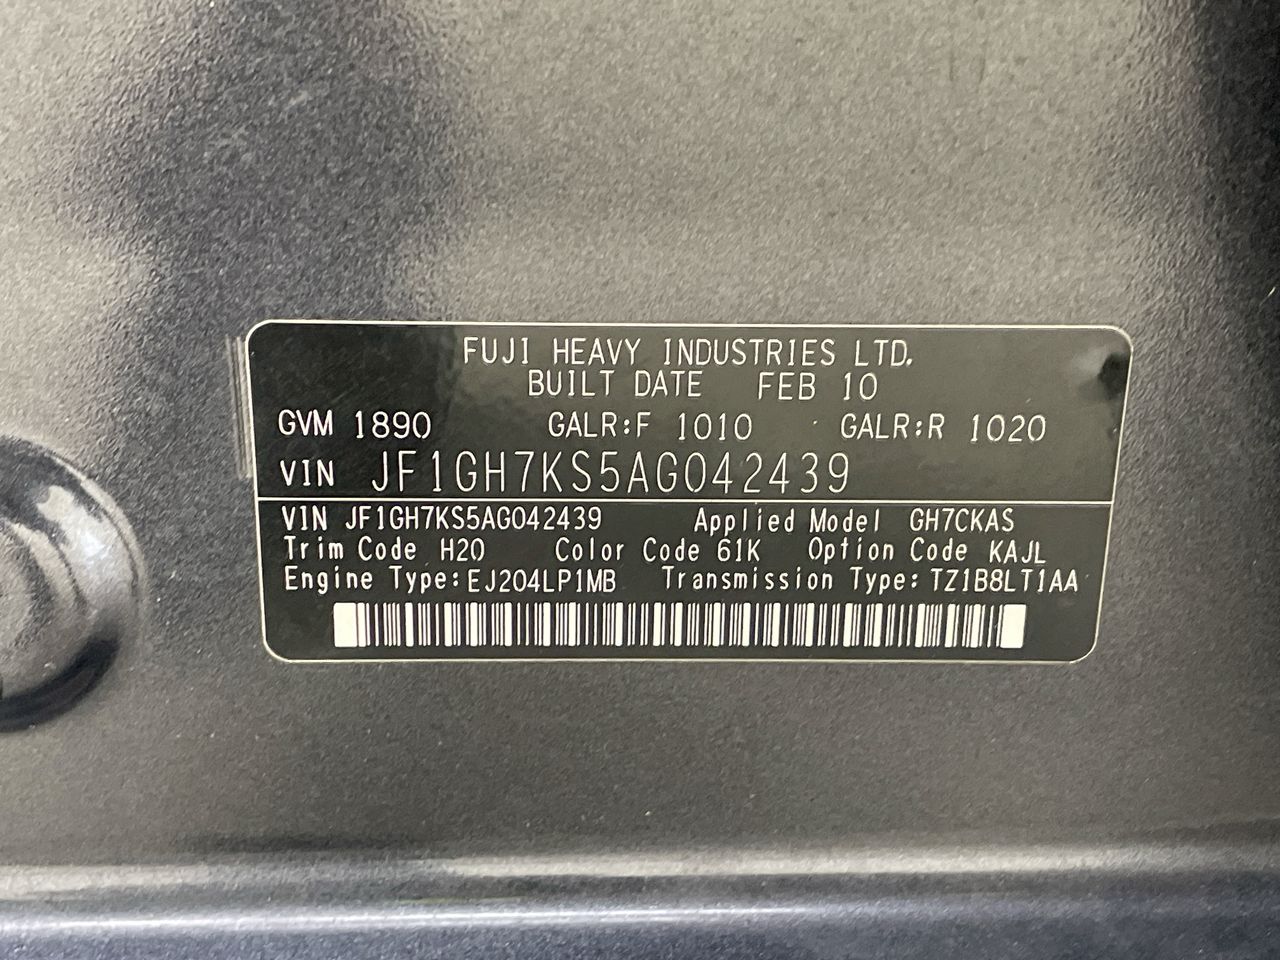 FUJI HEAVY INDUSTRIES LTD.
BUILT DATE FEB 10
GVM 1890 GALR:F 1010 GALR:R 1020
VIN JF1GH7KS5AG042439
VIN JF1GH7KS5AG042439 Applied Model GH7CKAS
Trim Code H20 Color Code 61K Option Code KAJL
Engine Type:EJ204LP1MB Transmission Type:TZ1B8LT1AA